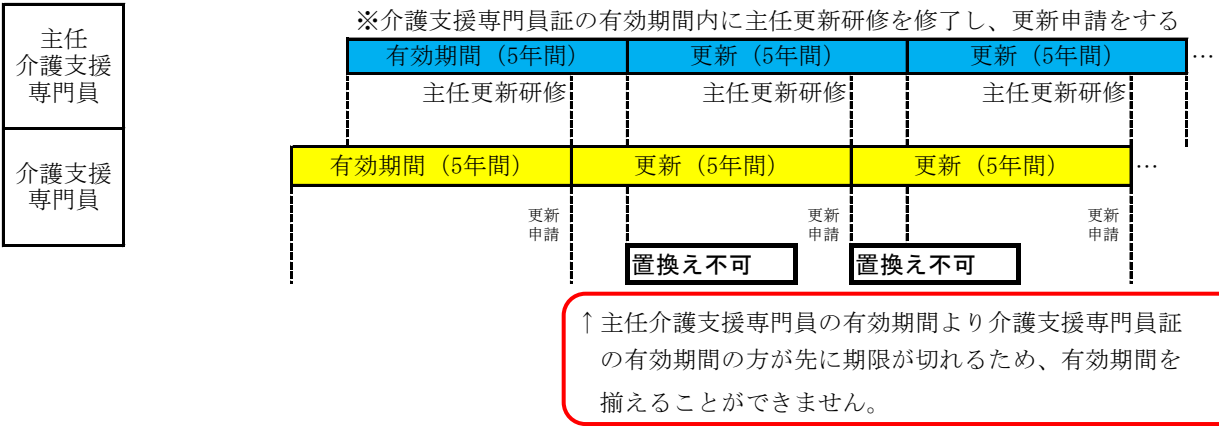 主任
介護支援
専門員
介護支援
専門員
※介護支援専門員証の有効期間内に主任更新研修を修了し、更新申請をする
有効期間（5年間） 更新（5年間） 更新（5年間） …
主任更新研修 主任更新研修 主任更新研修
有効期間（5年間） 更新（5年間） 更新（5年間） …
更新 更新 更新
申請 申請 申請
置換え不可 置換え不可
↑主任介護支援専門員の有効期間より介護支援専門員証
の有効期間の方が先に期限が切れるため、有効期間を
揃えることができません。